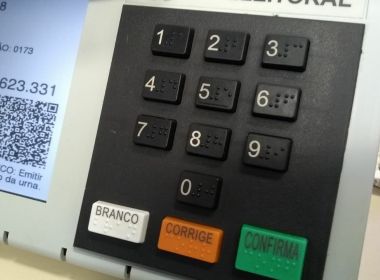 8
ÃO: 0173
623.331
CO: Emitir
o da urna.
1 2 3
4 5 6
7 8 9
0
BRANCO
CORRIGE
CONFIRMA